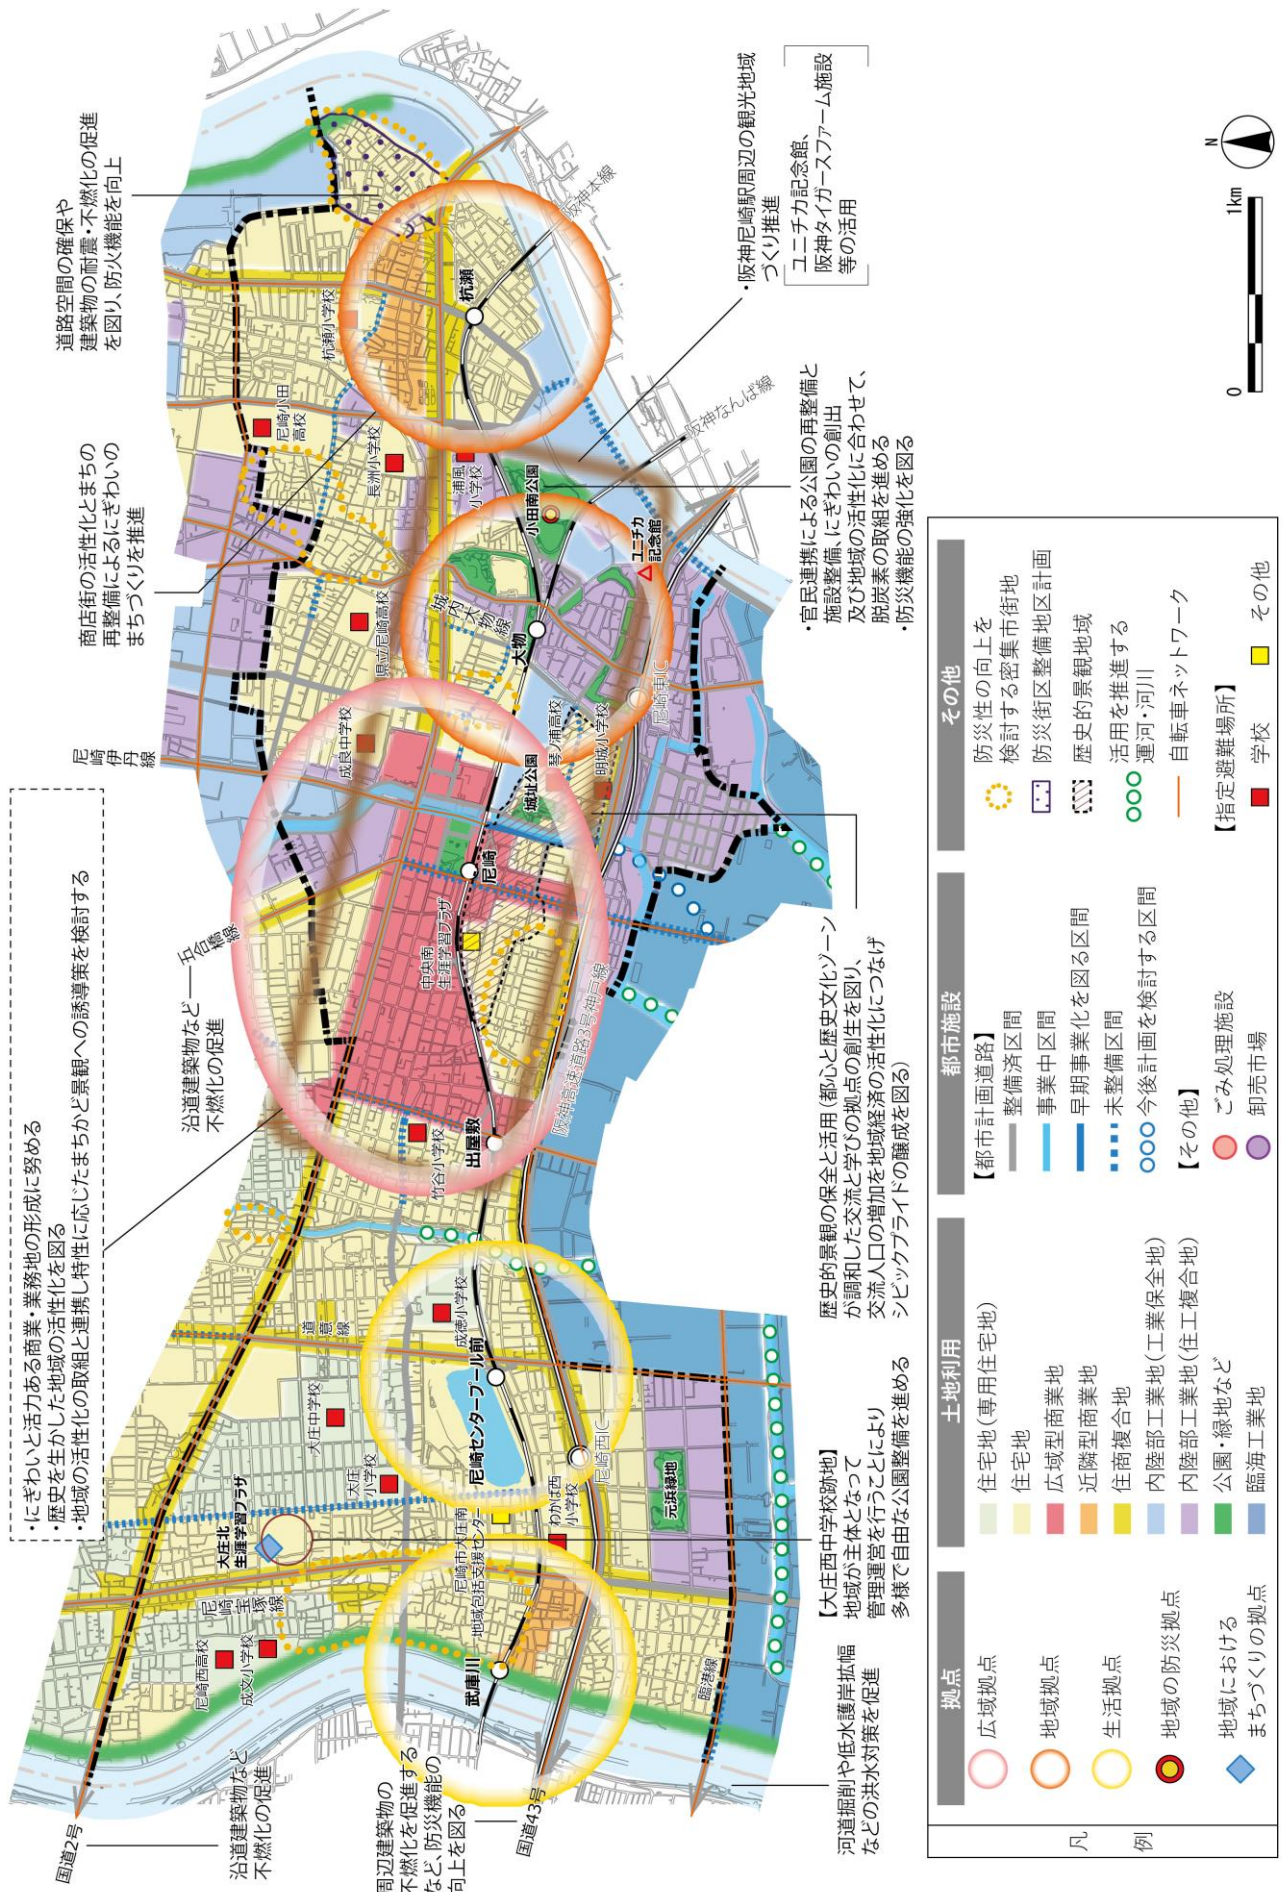 ・にぎわいと活力ある商業・業務地の形成に努める
・歴史を生かした地域の活性化を図る
・地域の活性化の取組と連携し特性に応じたまちかど景観への誘導策を検討する
商店街の活性化とまちの
再整備によるにぎわいの
まちづくりを推進
道路空間の確保や
建築物の耐震・不燃化の促進
を図り、防火機能を向上
沿道建築物など
不燃化の促進
五合橋線
尼崎伊丹線
国道2号
沿道建築物など
不燃化の促進
尼崎西高校
成文小学校
尼崎宝塚線
大庄北
生涯学習プラザ
大庄中学校
大庄
小学校
道意線
竹谷小学校
成徳小学校
成良中学校
県立尼崎高校
長洲小学校
尼崎小田
高校
杭瀬小学校
浦風
小学校
城内大物線
中央南
生涯学習プラザ
周辺建築物の
不燃化を促進する
など、防災機能の
向上を図る
国道43号
武庫川
尼崎市大庄南
地域包括支援センター
わかば西
小学校
尼崎センタープール前
尼崎西IC
出屋敷
尼崎
城址公園
琴ノ浦高校
明城小学校
大物
小田南公園
杭瀬
阪神本線
阪神なんば線
ユニチカ
記念館
尼崎東IC
阪神高速道路3号神戸線
元浜緑地
臨港線
河道掘削や低水護岸拡幅
などの洪水対策を促進
【大庄西中学校跡地】
地域が主体となって
管理運営を行うことにより
多様で自由な公園整備を進める
歴史的景観の保全と活用(都心と歴史文化ゾーン
が調和した交流と学びの拠点の創生を図り、
交流人口の増加を地域経済の活性化につなげ
シビックプライドの醸成を図る)
・官民連携による公園の再整備と
施設整備、にぎわいの創出
及び地域の活性化に合わせて、
脱炭素の取組を進める
・防災機能の強化を図る
・阪神尼崎駅周辺の観光地域
づくり推進
ユニチカ記念館、
阪神タイガースファーム施設
等の活用
N
0
1km
凡例
拠点
広域拠点
地域拠点
生活拠点
地域の防災拠点
地域における
まちづくりの拠点
土地利用
住宅地(専用住宅地)
住宅地
広域型商業地
近隣型商業地
住商複合地
内陸部工業地(工業保全地)
内陸部工業地(住工複合地)
公園・緑地など
臨海工業地
都市施設
【都市計画道路】
整備済区間
事業中区間
早期事業化を図る区間
未整備区間
今後計画を検討する区間
【その他】
ごみ処理施設
卸売市場
その他
防災性の向上を
検討する密集市街地
防災街区整備地区計画
歴史的景観地域
活用を推進する
運河・河川
自転車ネットワーク
【指定避難場所】
学校
その他